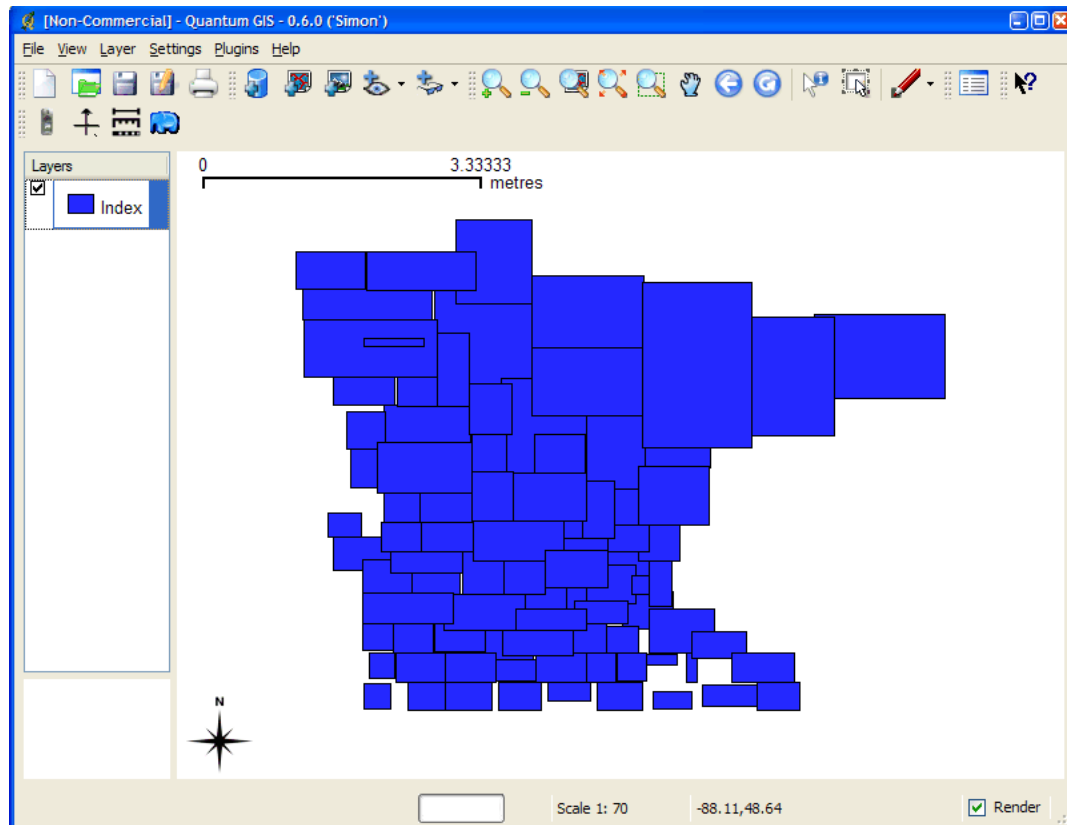 [Non-Commercial] - Quantum GIS - 0.6.0 ('Simon')
File View Layer Settings Plugins Help
Layers
Index
0 3.33333
metres
N
Scale 1: 70 -88.11,48.64 Render